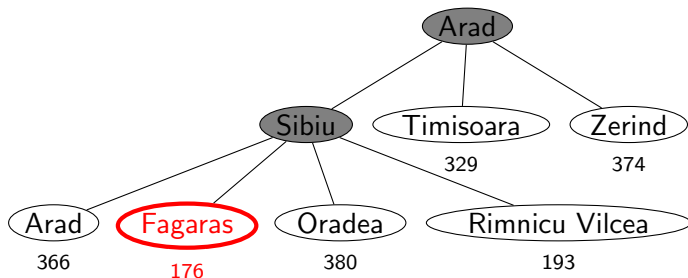 Arad
Sibiu Timisoara Zerind
329 374
Arad Fagaras Oradea Rimnicu Vilcea
366 176 380 193